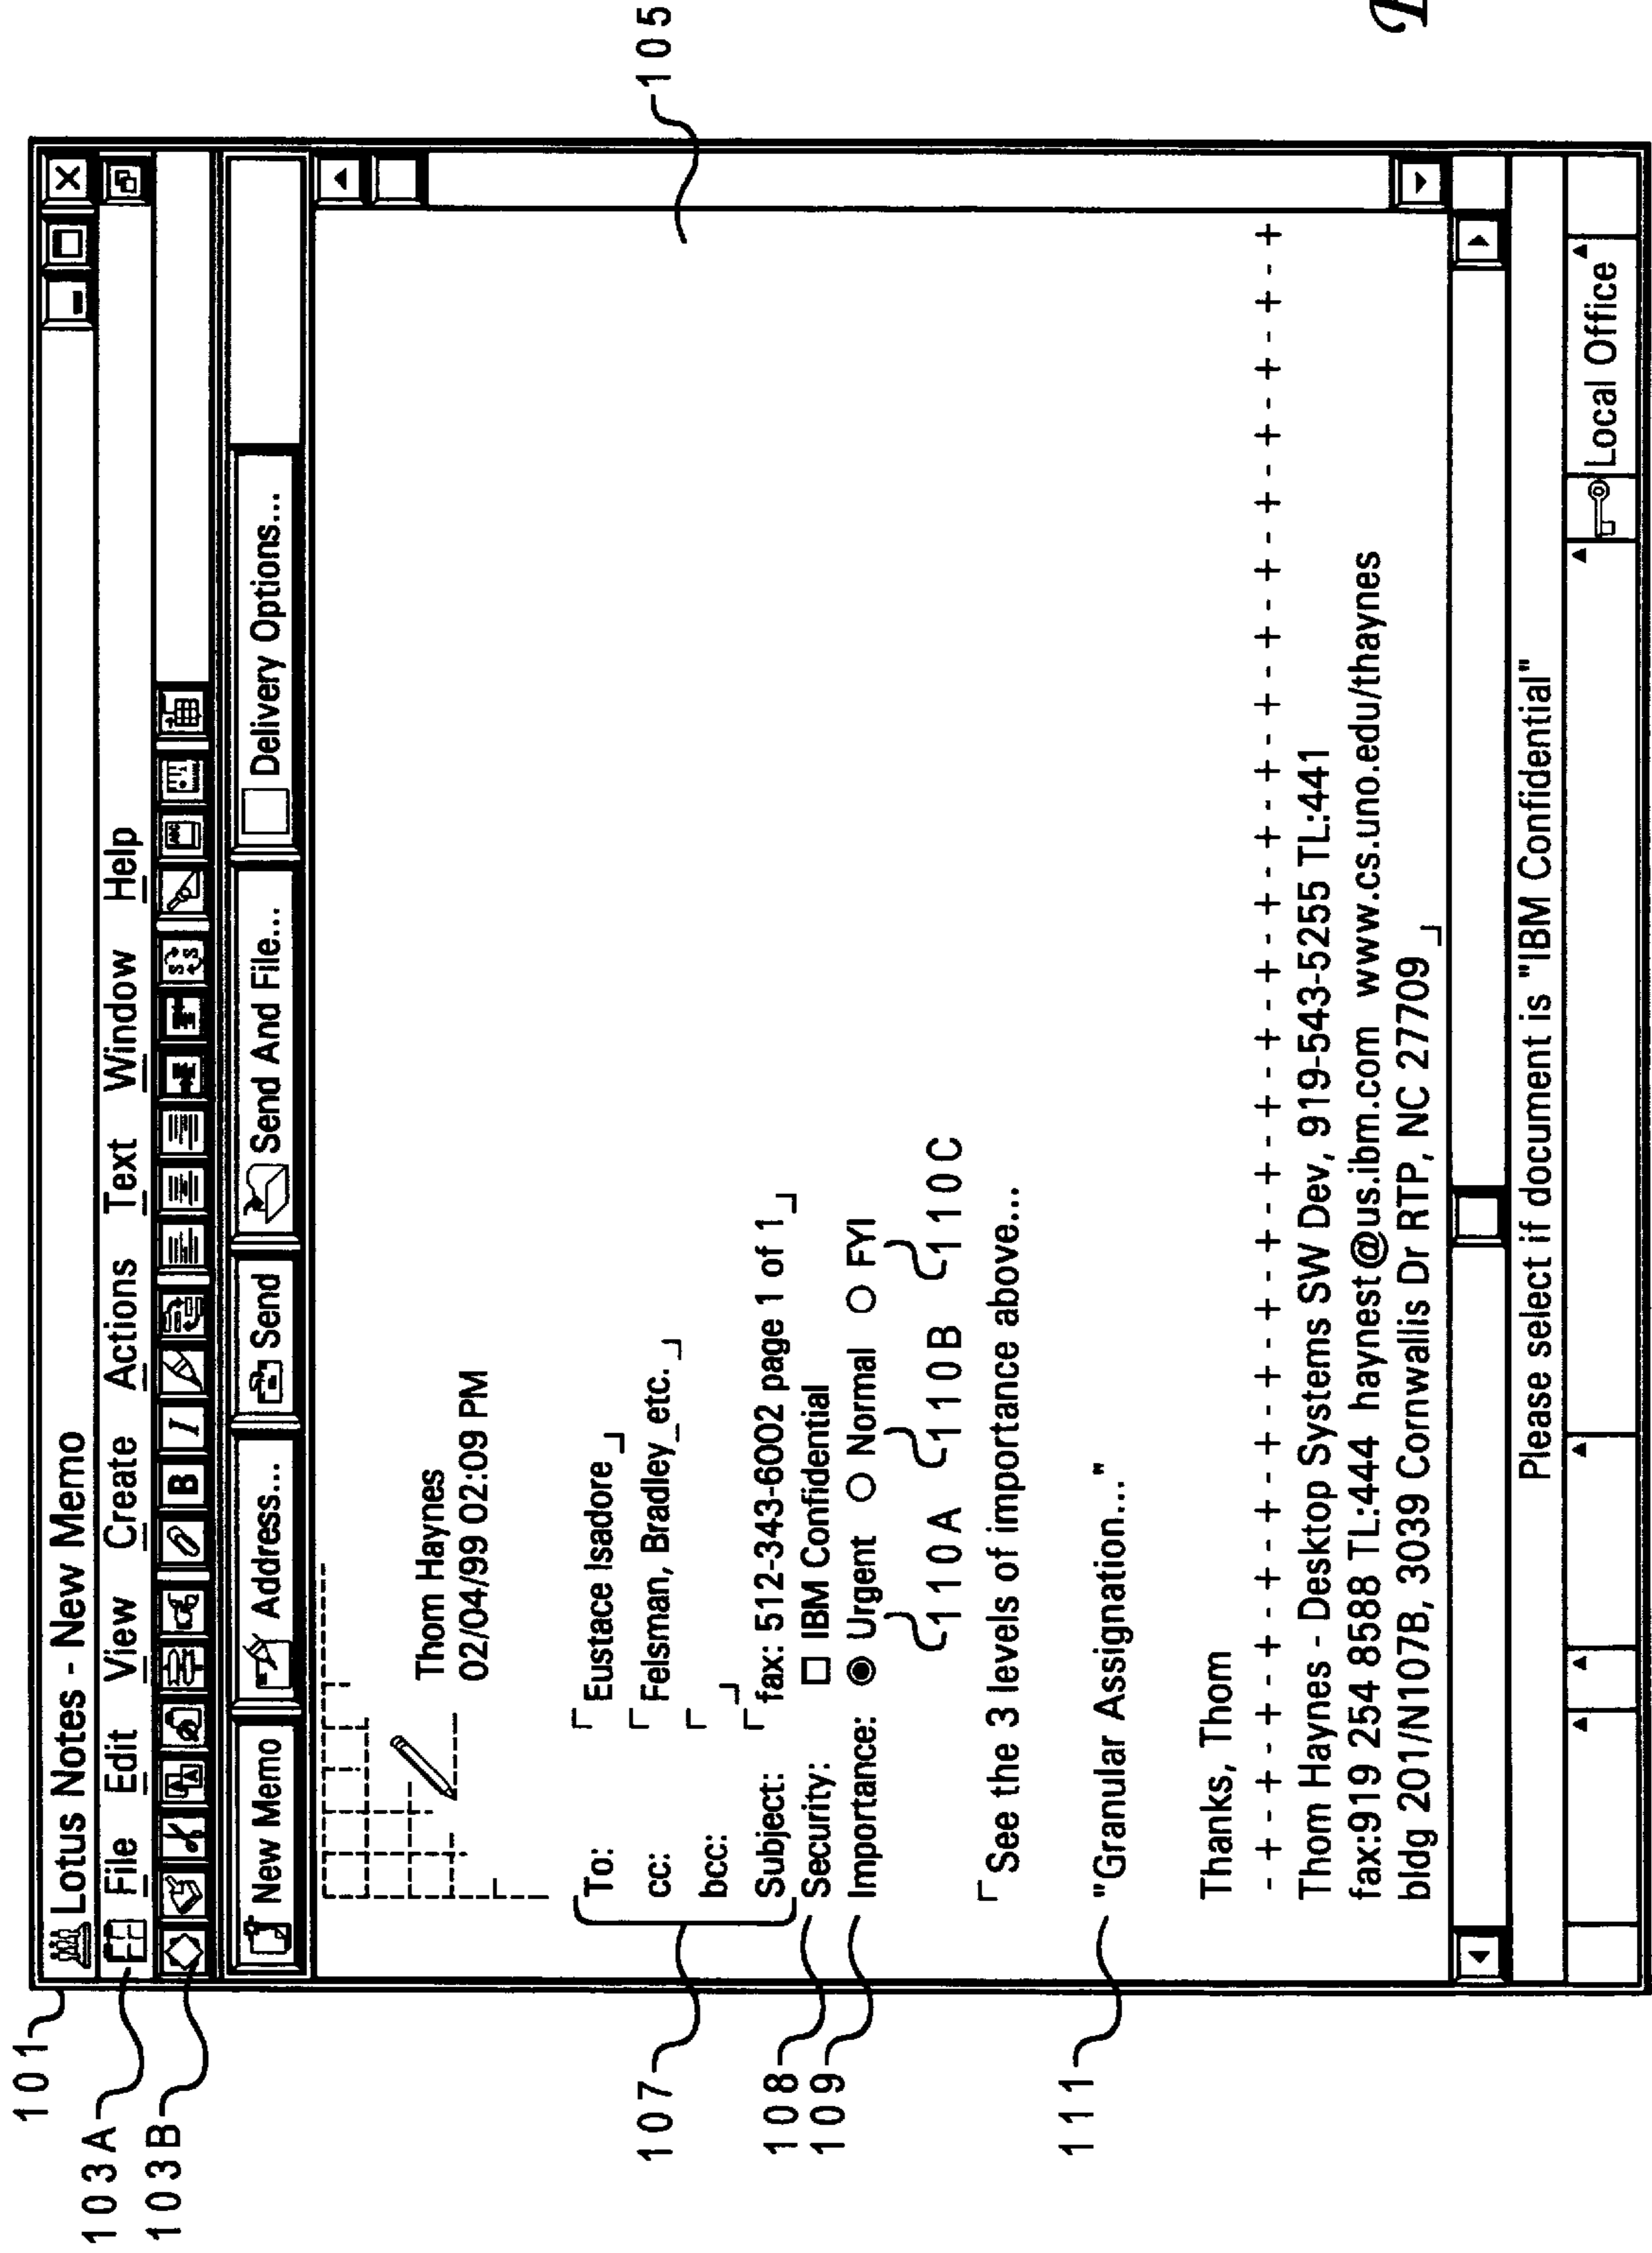 101
Lotus Notes - New Memo
103A
File Edit View Create Actions Text Window Help
103B
B I
ABC
New Memo Address... Send Send And File... Delivery Options...
Thom Haynes
02/04/99 02:09 PM
105
107
To: Eustace Isadore
cc: Felsman, Bradley_etc.
bcc:
Subject: fax: 512-343-6002 page 1 of 1
108
Security: IBM Confidential
109
Importance: Urgent Normal FYI
110A 110B 110C
See the 3 levels of importance above...
111
"Granular Assignation..."
Thanks, Thom
- + - - + - - + - - + - - + - - + - - + - - + - - + - - + - - + - - + - - + - - + - - + - - + - - + - - + - - + - - + - - + - - + - - + - - + - - +
Thom Haynes - Desktop Systems SW Dev, 919-543-5255 TL:441
fax:919 254 8588 TL:444 haynest@us.ibm.com www.cs.uno.edu/thaynes
bldg 201/N107B, 3039 Cornwallis Dr RTP, NC 27709
Please select if document is "IBM Confidential"
Local Office